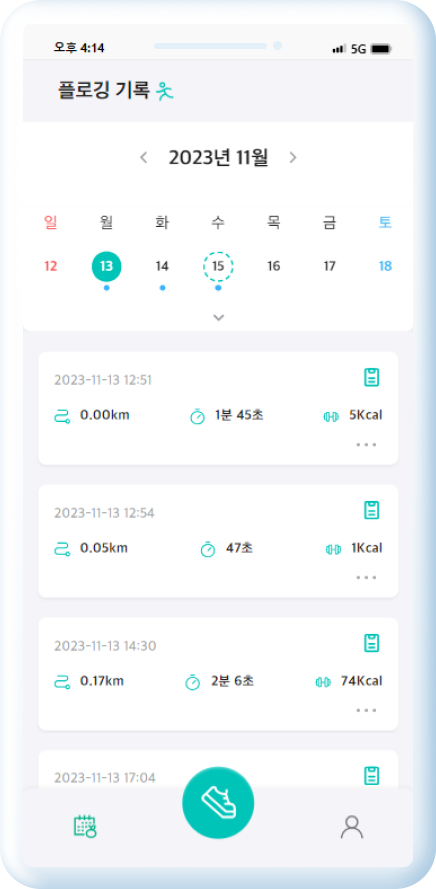 오후 4:14 5G
플로깅 기록
2023년 11월
일 월 화 수 목 금 토
12 13 14 15 16 17 18
2023-11-13 12:51
0.00km 1분 45초 5Kcal
2023-11-13 12:54
0.05km 47초 1Kcal
2023-11-13 14:30
0.17km 2분 6초 74Kcal
2023-11-13 17:04